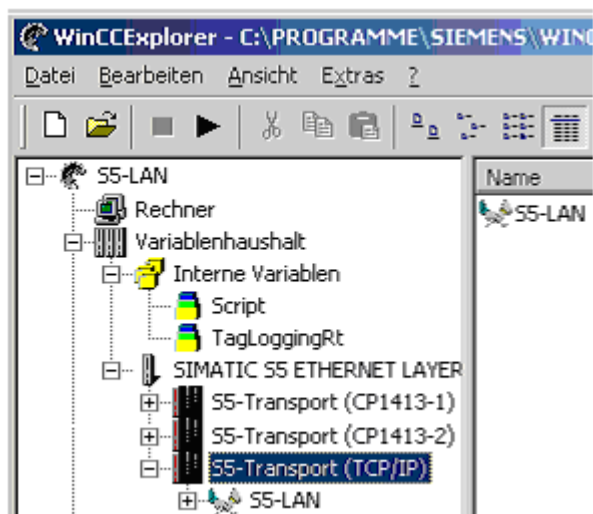 WinCCExplorer - C:\PROGRAMME\SIEMENS\WINC
Datei Bearbeiten Ansicht Extras ?
S5-LAN
Rechner
Variablenhaushalt
Interne Variablen
Script
TagLoggingRt
SIMATIC S5 ETHERNET LAYER
S5-Transport (CP1413-1)
S5-Transport (CP1413-2)
S5-Transport (TCP/IP)
S5-LAN
Name
S5-LAN